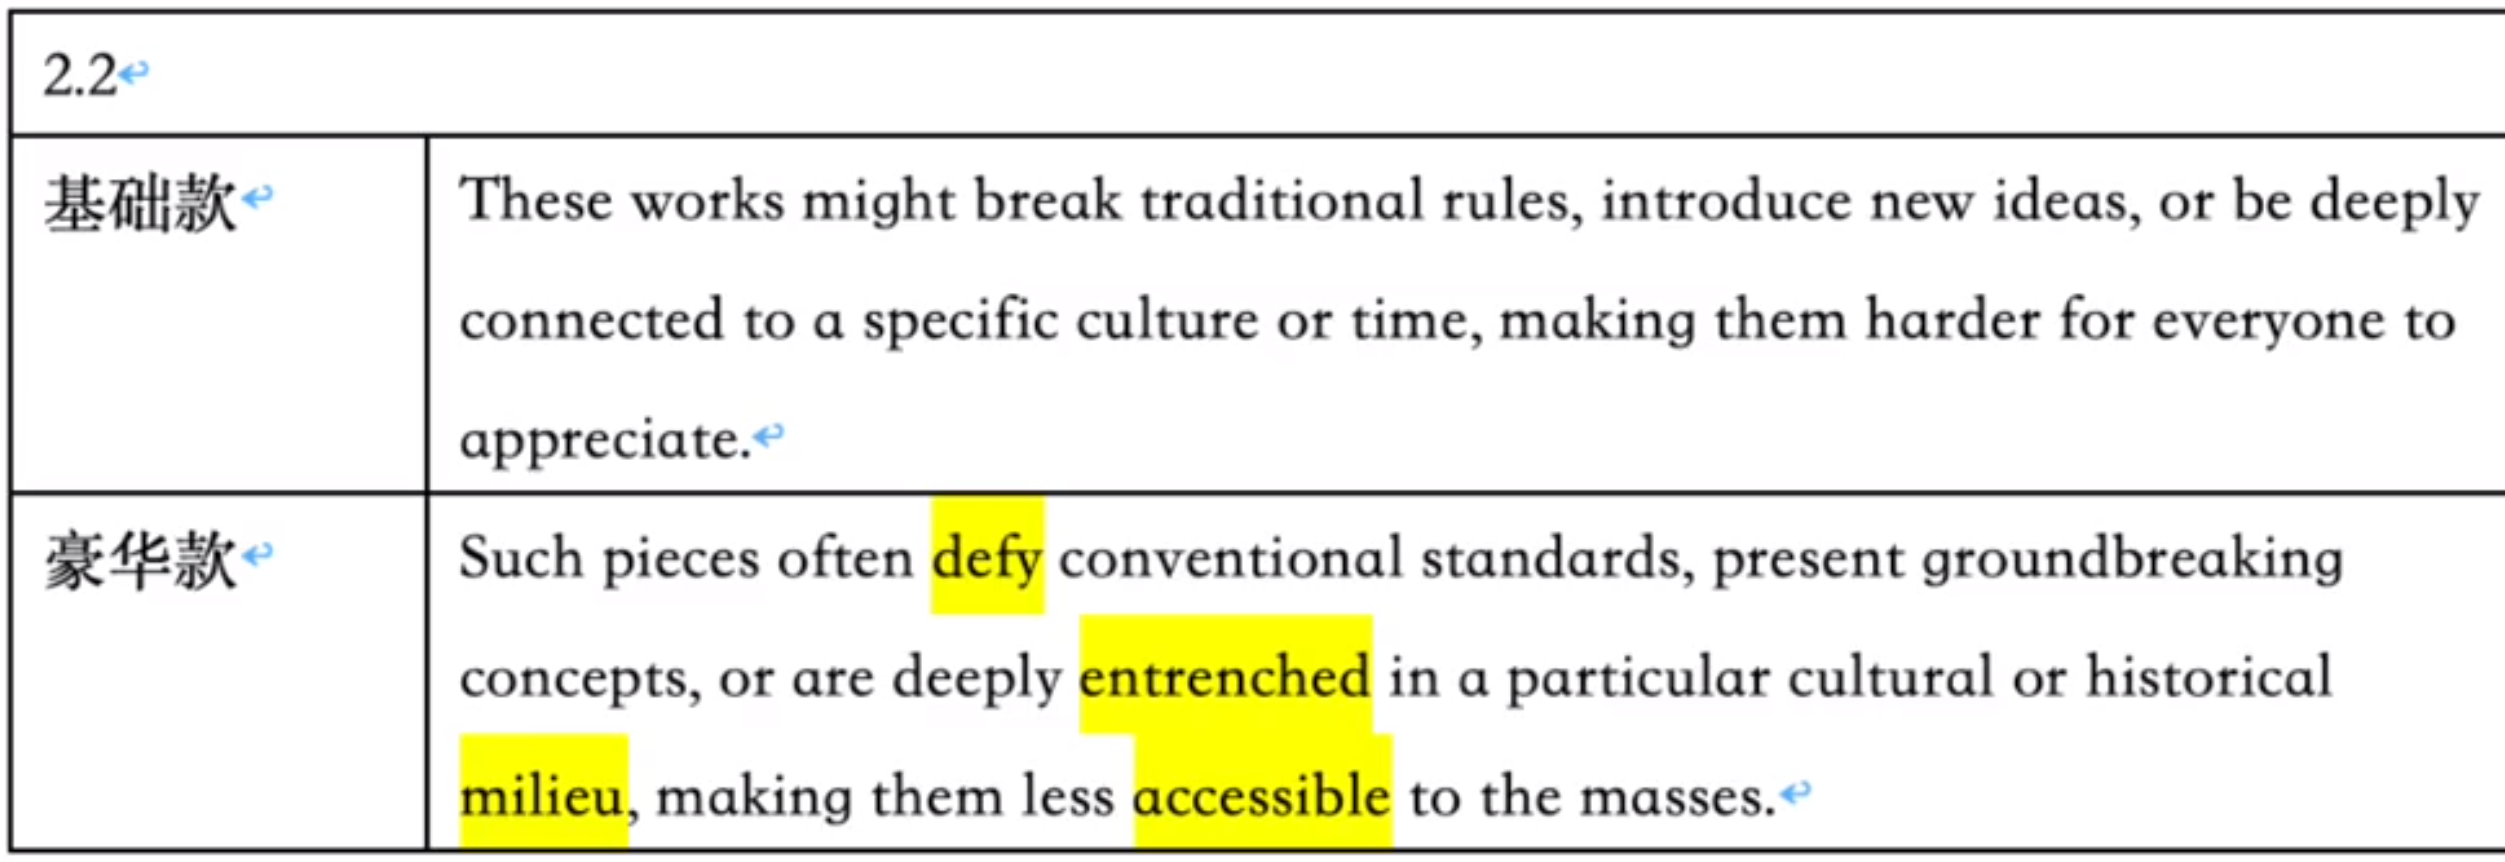 2.2
基础款
These works might break traditional rules, introduce new ideas, or be deeply
connected to a specific culture or time, making them harder for everyone to
appreciate.
豪华款
Such pieces often defy conventional standards, present groundbreaking
concepts, or are deeply entrenched in a particular cultural or historical
milieu, making them less accessible to the masses.